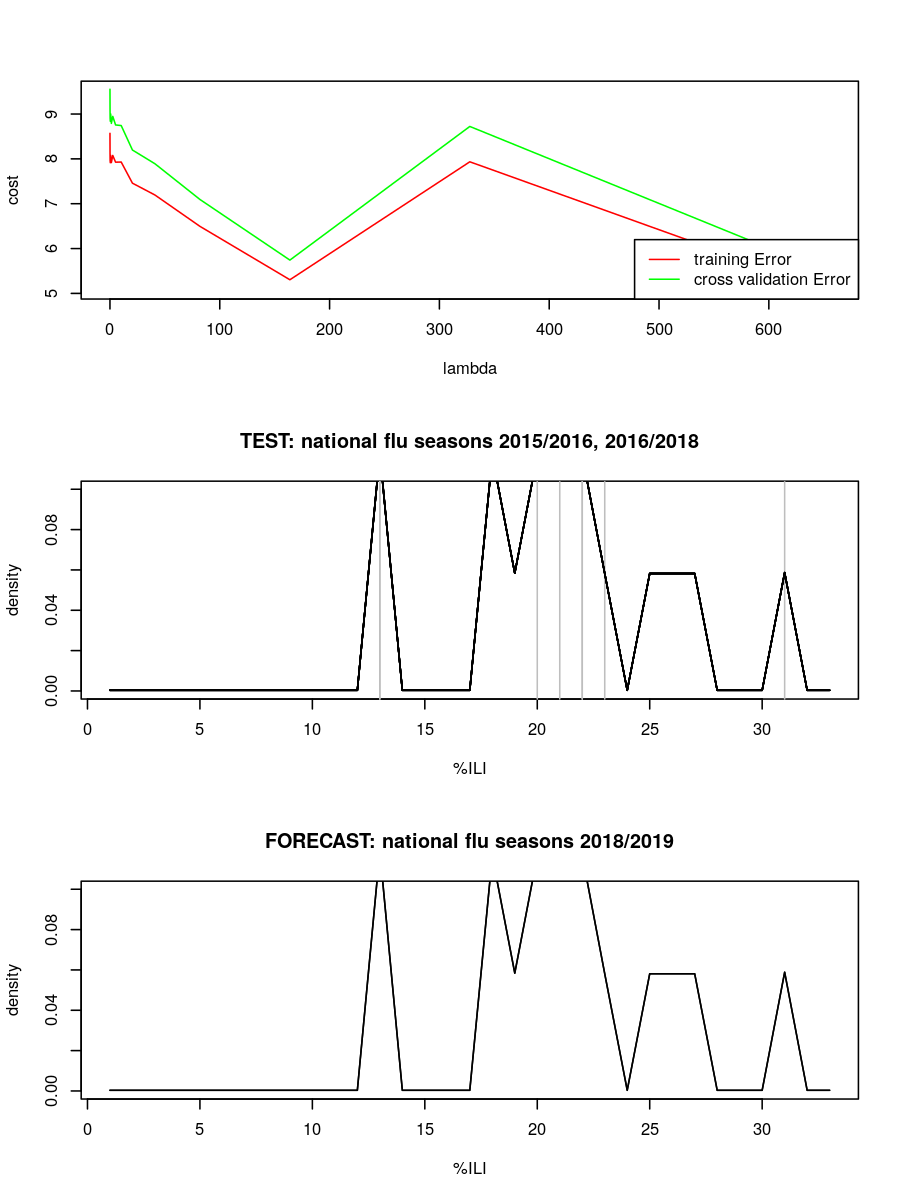 cost
9
8
7
6
5
0 100 200 300 400 500 600
lambda
training Error
cross validation Error
TEST: national flu seasons 2015/2016, 2016/2018
density
0.08
0.04
0.00
0 5 10 15 20 25 30
%ILI
FORECAST: national flu seasons 2018/2019
density
0.08
0.04
0.00
0 5 10 15 20 25 30
%ILI